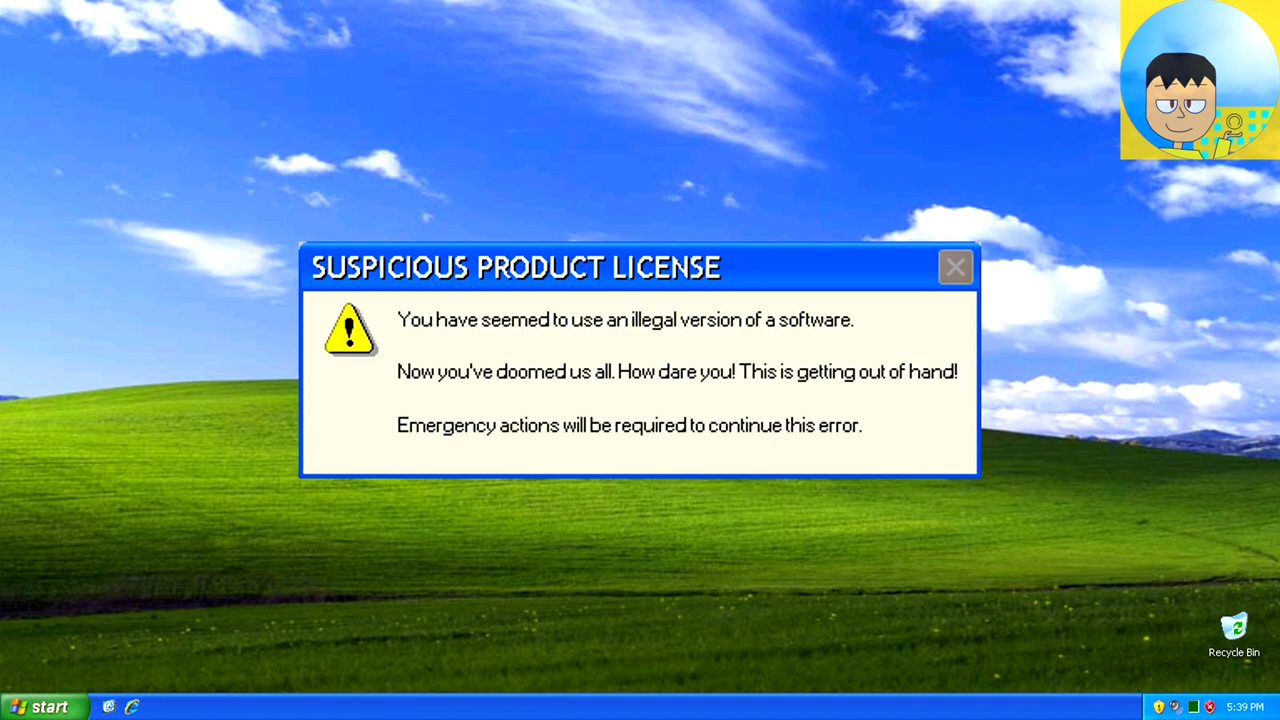 SUSPICIOUS PRODUCT LICENSE
You have seemed to use an illegal version of a software.
Now you've doomed us all. How dare you! This is getting out of hand!
Emergency actions will be required to continue this error.
Recycle Bin
start
5:39 PM